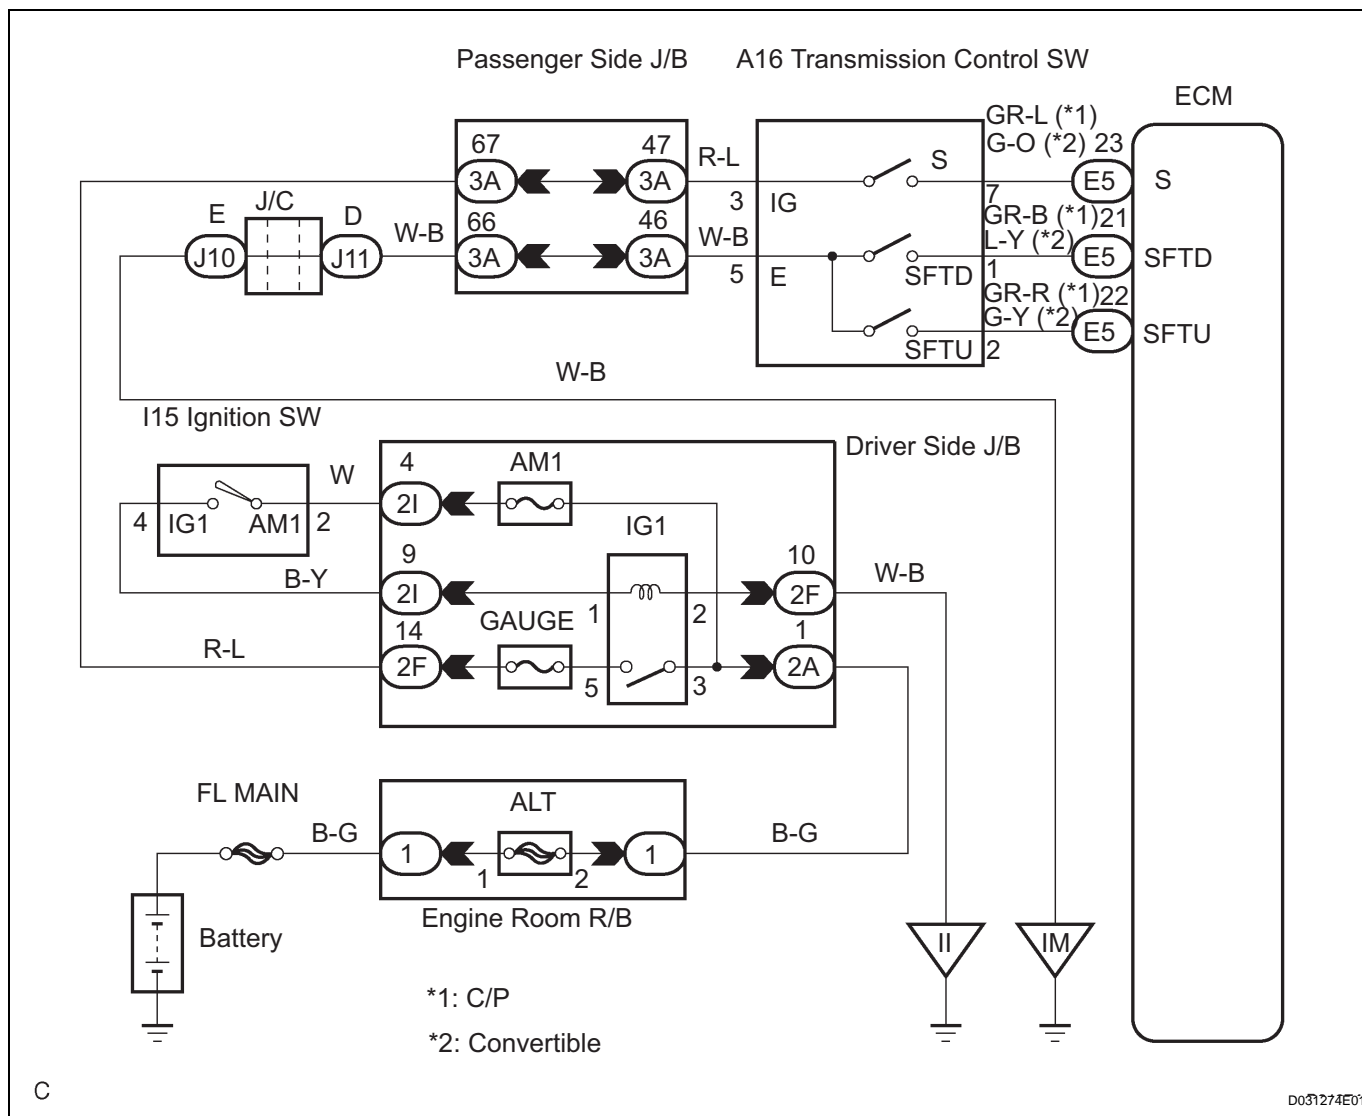 Passenger Side J/B
A16 Transmission Control SW
ECM
GR-L (*1)
G-O (*2) 23
67
47
R-L
S
3A
3A
E5
S
3
IG
7
E
J/C
D
W-B
66
46
W-B
GR-B (*1) 21
L-Y (*2)
J10
J11
3A
3A
E5
SFTD
5
E
SFTD
1
GR-R (*1) 22
G-Y (*2)
E5
SFTU
SFTU
2
W-B
I15 Ignition SW
Driver Side J/B
4
AM1
W
2I
IG1
4
IG1
AM1
2
9
10
B-Y
2I
1
2
2F
W-B
14
GAUGE
1
R-L
2F
5
3
2A
FL MAIN
ALT
B-G
1
1
B-G
1
2
Engine Room R/B
Battery
II
IM
*1: C/P
*2: Convertible
C